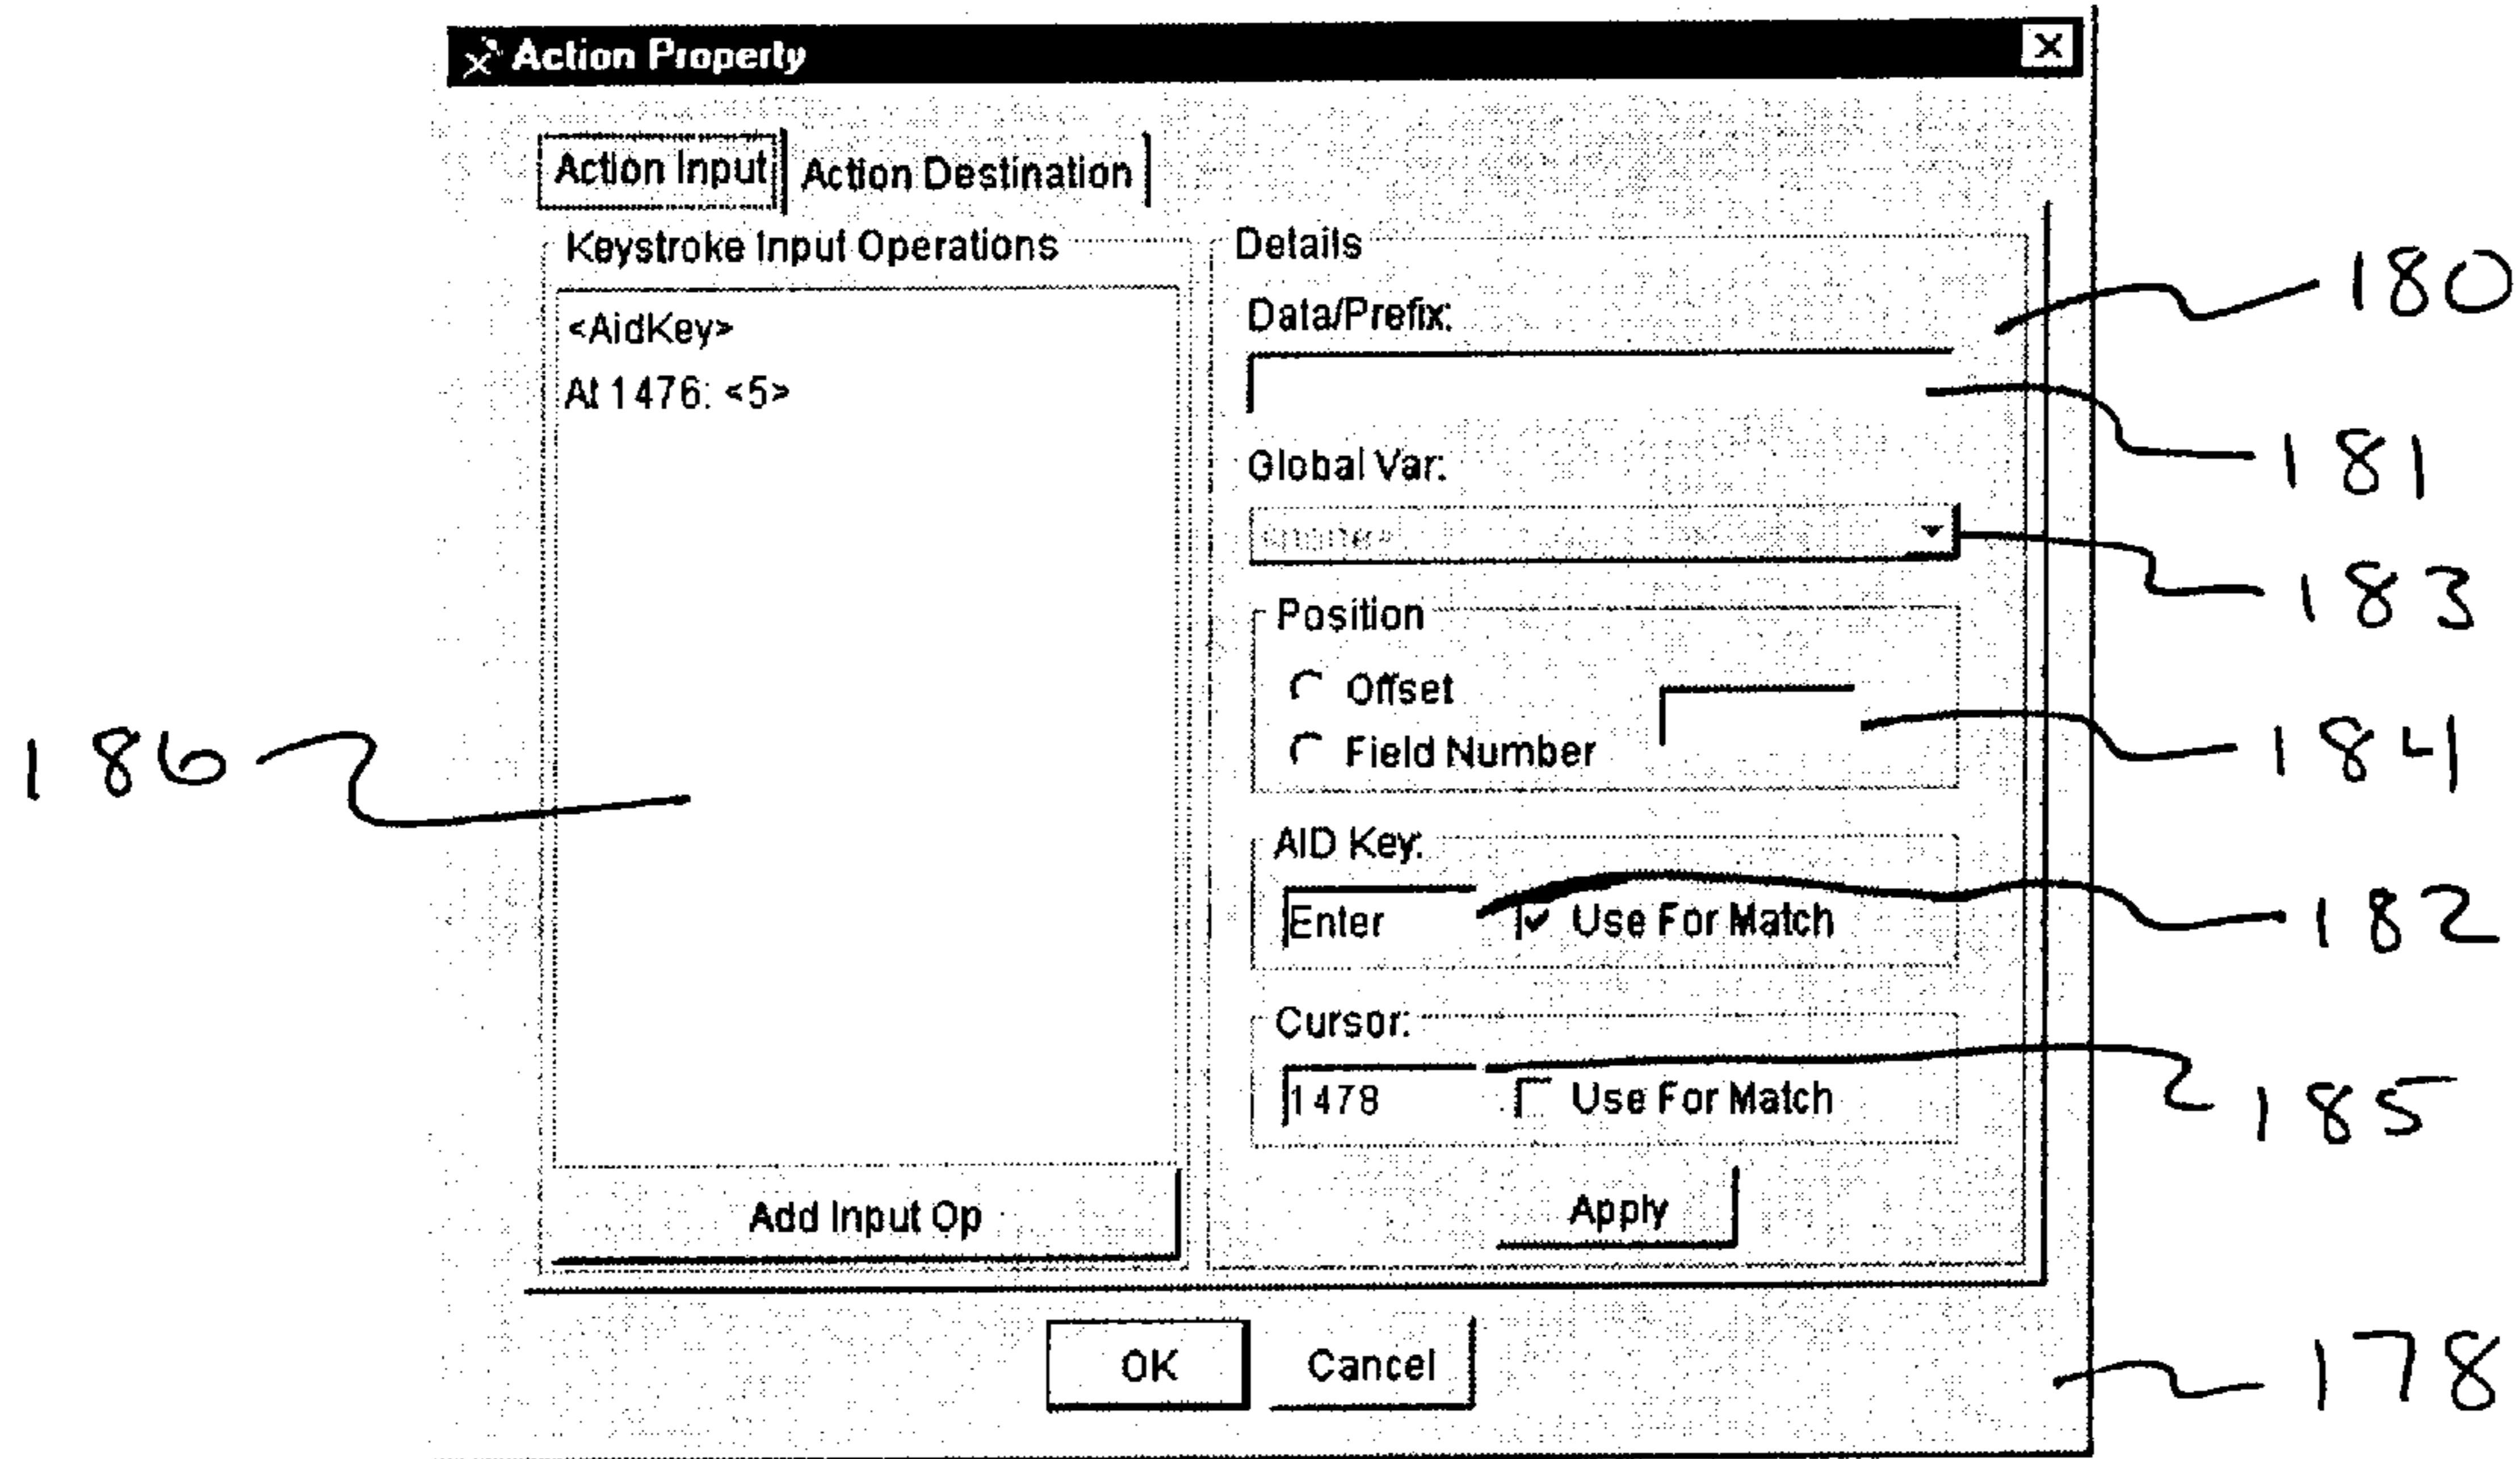 Action Property
Action Input
Action Destination
Keystroke Input Operations
<AidKey>
At 1476: <5>
Add Input Op
Details
Data/Prefix:
Global Var:
<none>
Position
Offset
Field Number
AID Key:
Enter
Use For Match
Cursor:
1478
Use For Match
Apply
OK
Cancel
180
181
183
184
182
185
178
186